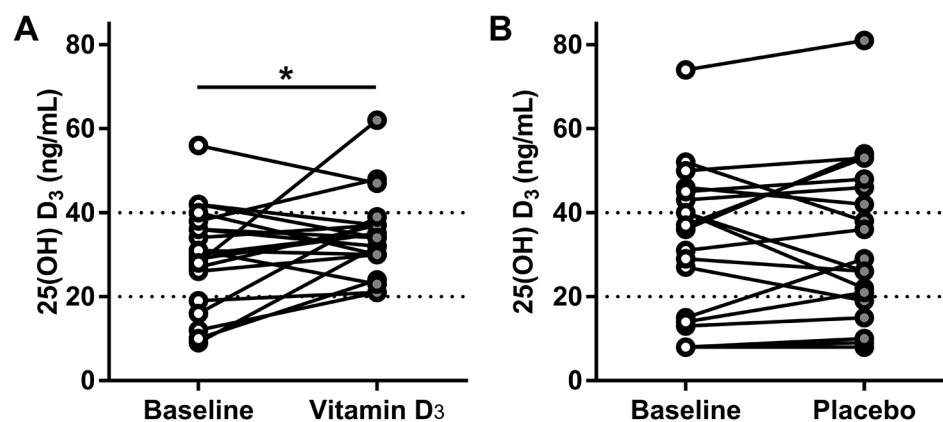 A
B
*
25(OH) D3 (ng/mL)
80
60
40
20
0
Baseline Vitamin D3
25(OH) D3 (ng/mL)
80
60
40
20
0
Baseline Placebo